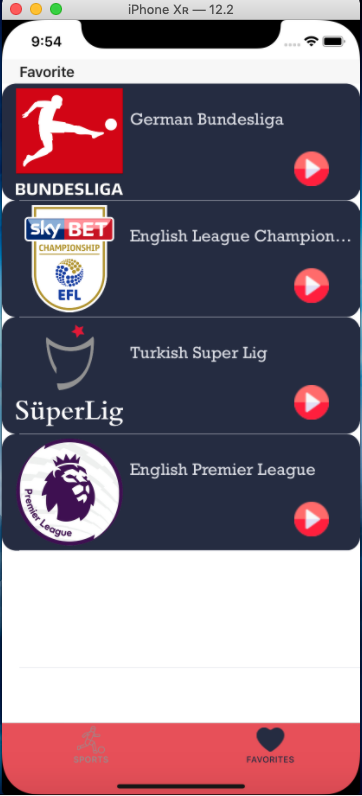 iPhone XR — 12.2
9:54
Favorite
German Bundesliga
BUNDESLIGA
sky BET
CHAMPIONSHIP
EFL
English League Champion...
Turkish Super Lig
SüperLig
English Premier League
Premier League
SPORTS
FAVORITES